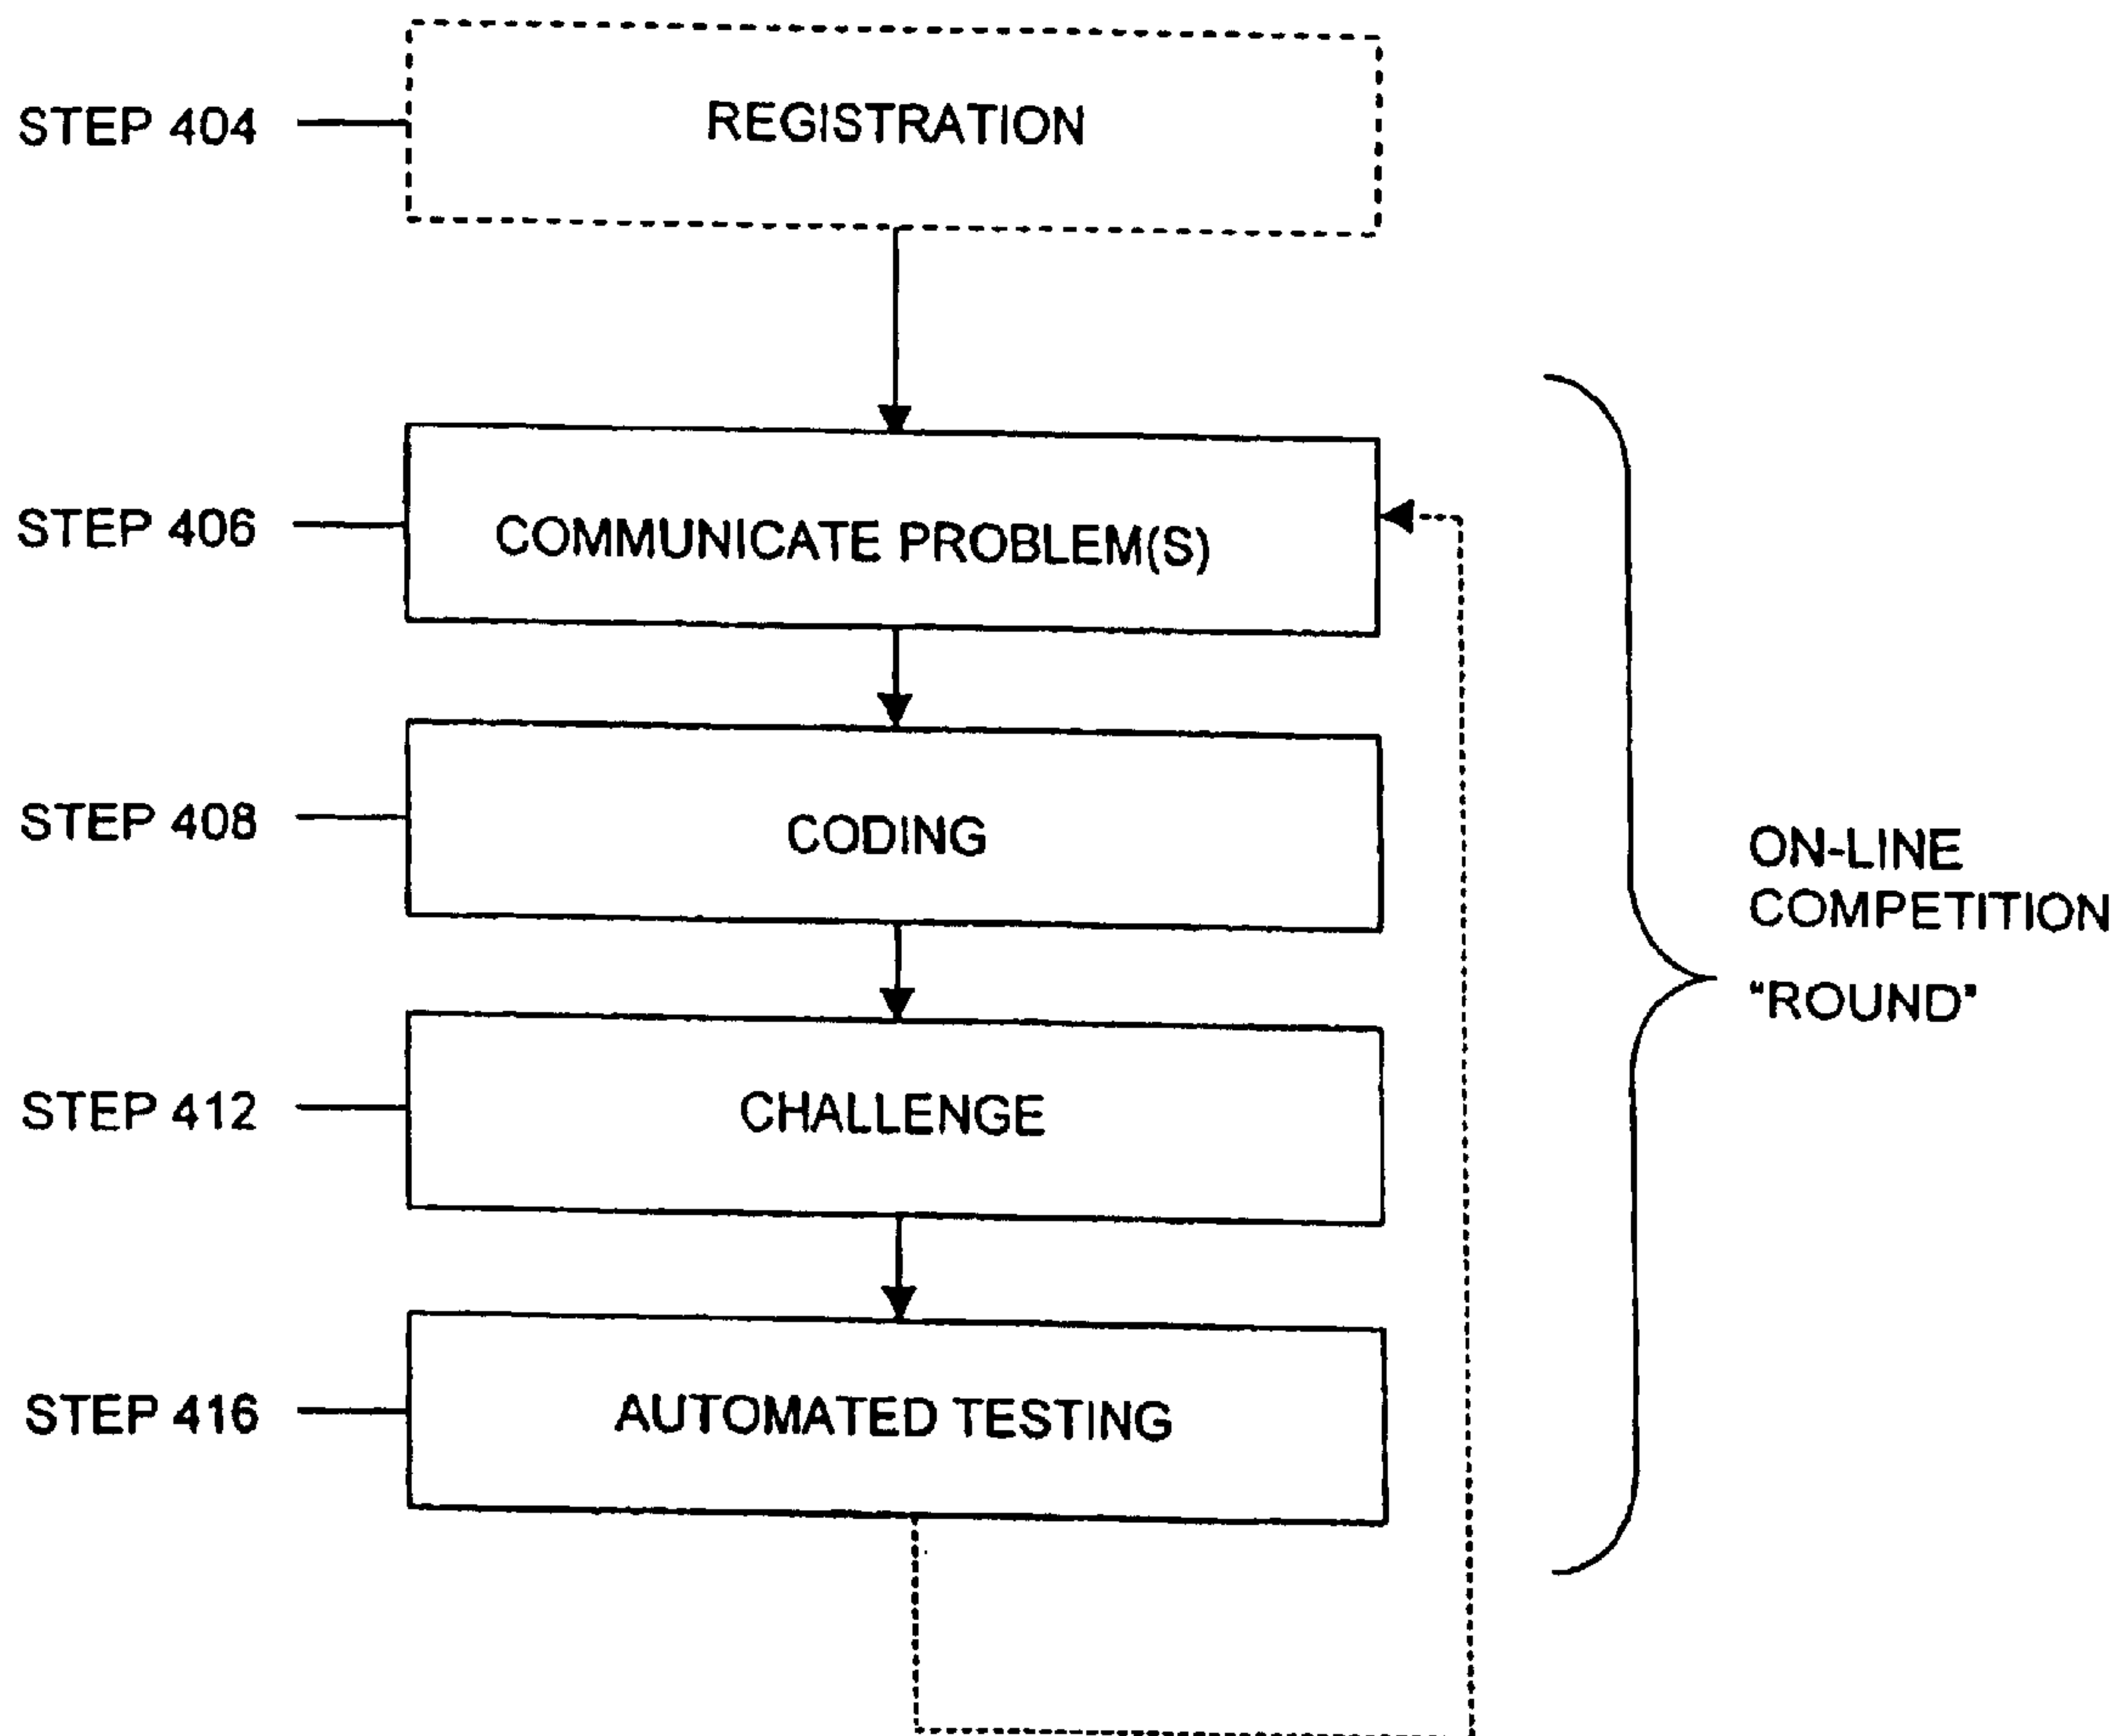 STEP 404
REGISTRATION
STEP 406
COMMUNICATE PROBLEM(S)
STEP 408
CODING
STEP 412
CHALLENGE
STEP 416
AUTOMATED TESTING
ON-LINE
COMPETITION
"ROUND"